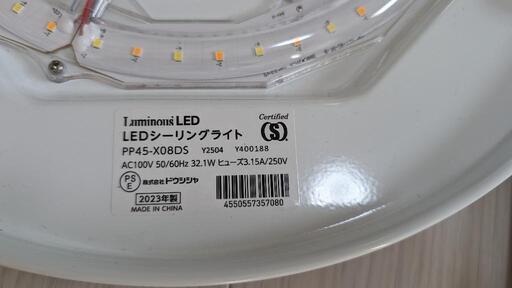 Luminous LED
LEDシーリングライト
Certified
S
PP45-X08DS Y2504 Y400188
AC100V 50/60Hz 32.1W ヒューズ3.15A/250V
PS
E
株式会社ドウシシャ
2023年製
MADE IN CHINA
4550557357080